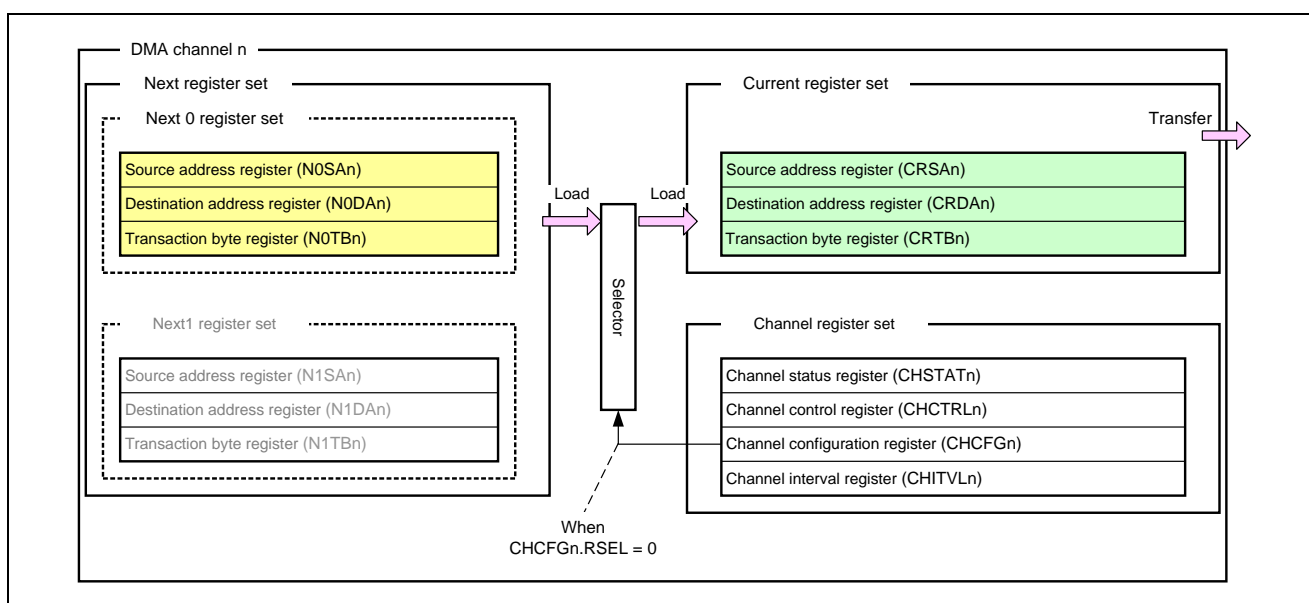 DMA channel n
Next register set
Next 0 register set
Source address register (N0SAn)
Destination address register (N0DAn)
Transaction byte register (N0TBn)
Next1 register set
Source address register (N1SAn)
Destination address register (N1DAn)
Transaction byte register (N1TBn)
Load
Selector
Load
When
CHCFGn.RSEL = 0
Current register set
Transfer
Source address register (CRSAn)
Destination address register (CRDAn)
Transaction byte register (CRTBn)
Channel register set
Channel status register (CHSTATn)
Channel control register (CHCTRLn)
Channel configuration register (CHCFGn)
Channel interval register (CHITVLn)